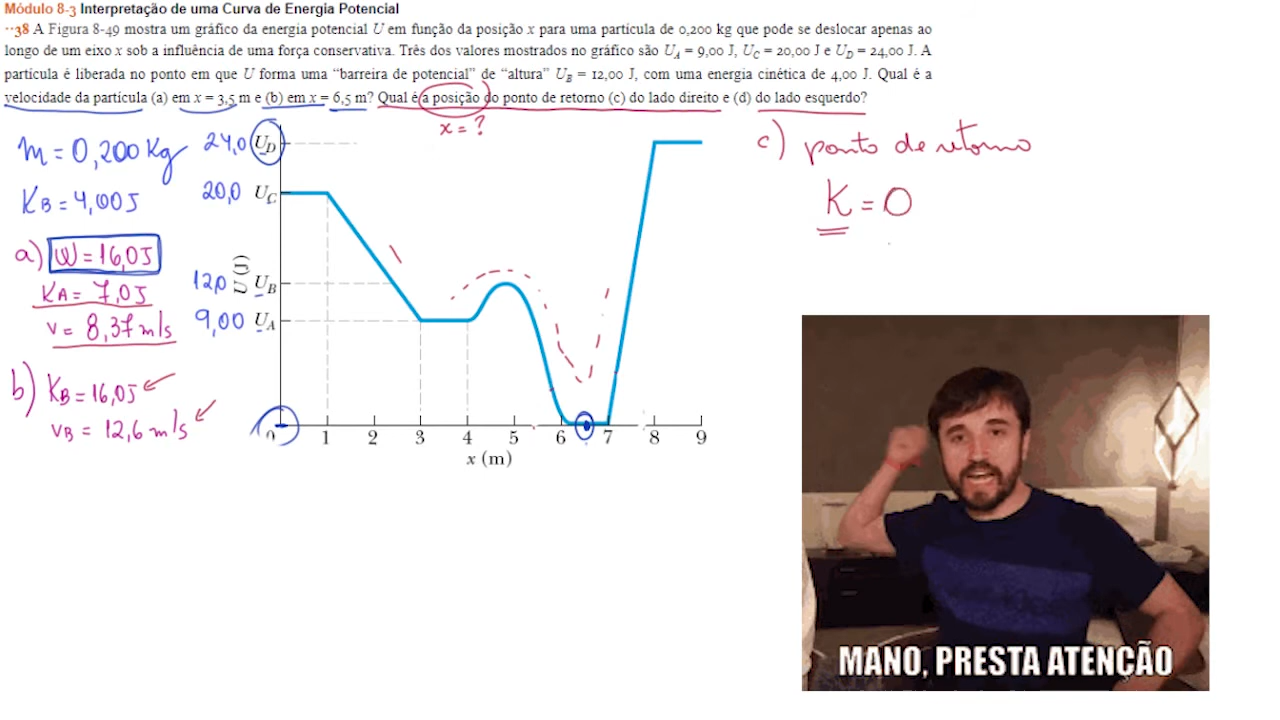 Módulo 8-3 Interpretação de uma Curva de Energia Potencial
··38 A Figura 8-49 mostra um gráfico da energia potencial U em função da posição x para uma partícula de 0,200 kg que pode se deslocar apenas ao
longo de um eixo x sob a influência de uma força conservativa. Três dos valores mostrados no gráfico são U_A = 9,00 J, U_C = 20,00 J e U_D = 24,00 J. A
partícula é liberada no ponto em que U forma uma “barreira de potencial” de “altura” U_B = 12,00 J, com uma energia cinética de 4,00 J. Qual é a
velocidade da partícula (a) em x = 3,5 m e (b) em x = 6,5 m? Qual é a posição do ponto de retorno (c) do lado direito e (d) do lado esquerdo?
x = ?
m = 0,200 Kg
K_B = 4,00 J
a) W = 16,0 J
K_A = 7,0 J
v = 8,37 m/s
b) K_B = 16,0 J
v_B = 12,6 m/s
24,0 U_D
20,0 U_C
12,0 U_B
9,00 U_A
U (J)
0 1 2 3 4 5 6 7 8 9
x (m)
c) ponto de retorno
K = 0
MANO, PRESTA ATENÇÃO